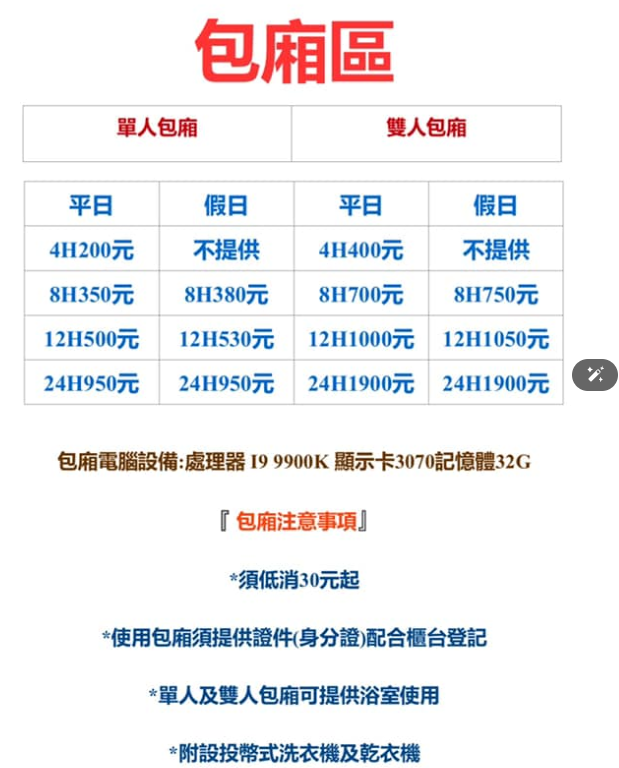 包廂區
單人包廂 雙人包廂
平日 假日 平日 假日
4H200元 不提供 4H400元 不提供
8H350元 8H380元 8H700元 8H750元
12H500元 12H530元 12H1000元 12H1050元
24H950元 24H950元 24H1900元 24H1900元
包廂電腦設備:處理器 I9 9900K 顯示卡3070記憶體32G
『 包廂注意事項』
*須低消30元起
*使用包廂須提供證件(身分證)配合櫃台登記
*單人及雙人包廂可提供浴室使用
*附設投幣式洗衣機及乾衣機